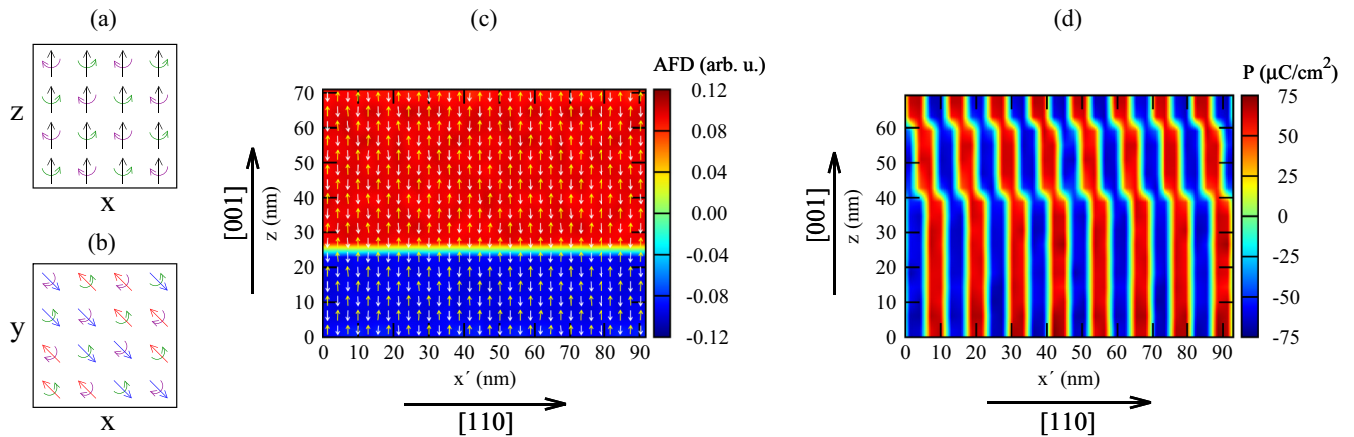 (a)
z
x
(b)
y
x
(c)
AFD (arb. u.)
0.12
0.08
0.04
0.00
-0.04
-0.08
-0.12
70
60
50
40
30
20
10
0
z (nm)
[001]
0 10 20 30 40 50 60 70 80 90
x´ (nm)
[110]
(d)
P (μC/cm²)
75
50
25
0
-25
-50
-75
60
50
40
30
20
10
0
z (nm)
[001]
0 10 20 30 40 50 60 70 80 90
x´ (nm)
[110]